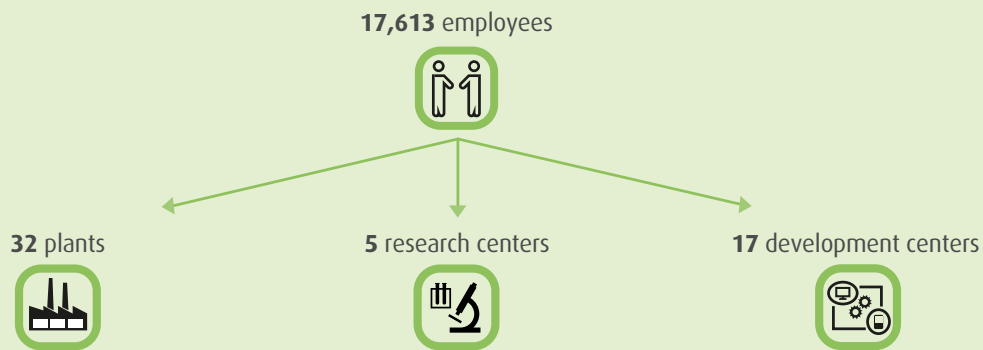 17,613 employees
32 plants
5 research centers
17 development centers